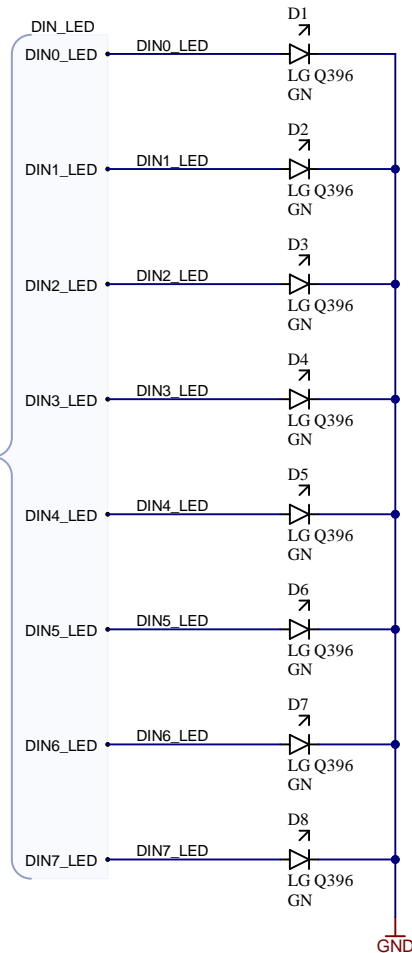 D1
DIN_LED
DIN0_LED DIN0_LED
LG Q396
GN
D2
DIN1_LED DIN1_LED
LG Q396
GN
D3
DIN2_LED DIN2_LED
LG Q396
GN
D4
DIN3_LED DIN3_LED
LG Q396
GN
D5
DIN4_LED DIN4_LED
LG Q396
GN
D6
DIN5_LED DIN5_LED
LG Q396
GN
D7
DIN6_LED DIN6_LED
LG Q396
GN
D8
DIN7_LED DIN7_LED
LG Q396
GN
GND